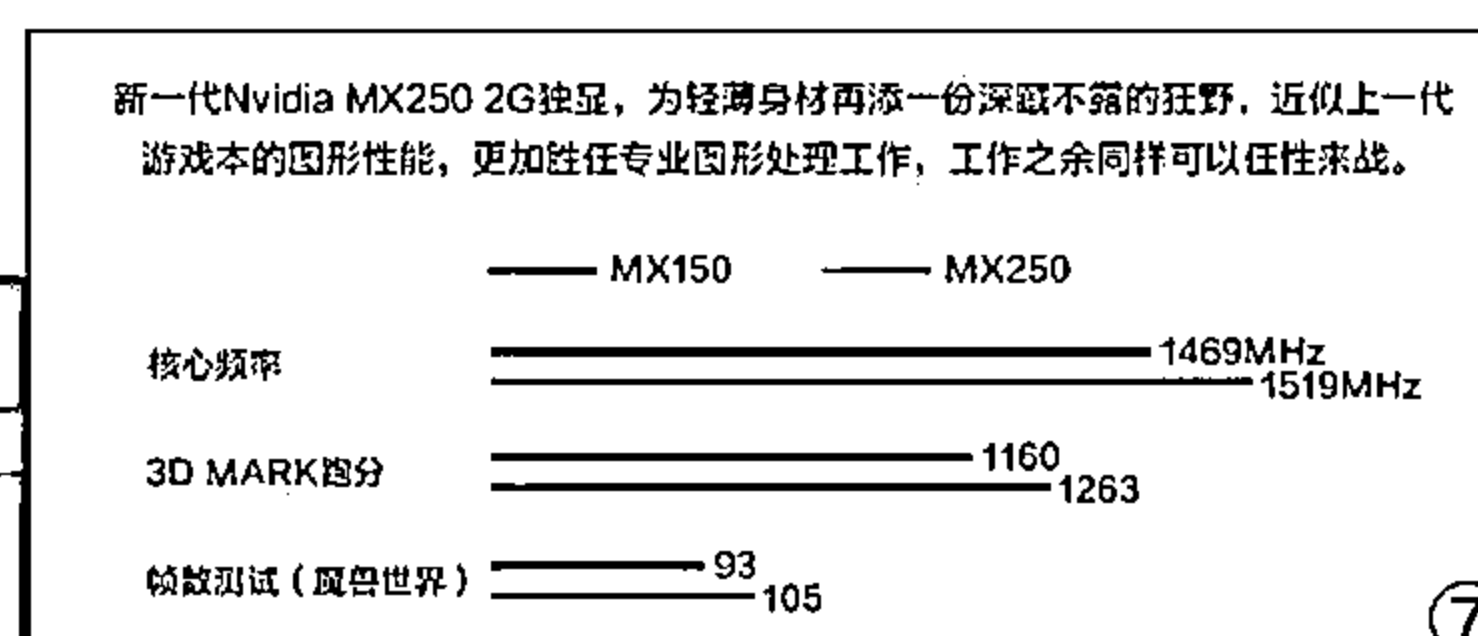 新一代Nvidia MX250 2G独显，为轻薄身材再添一份深藏不露的狂野，近似上一代
游戏本的图形性能，更加胜任专业图形处理工作，工作之余同样可以任性来战。
MX150 MX250
核心频率 1469MHz
1519MHz
3D MARK跑分 1160
1263
帧数测试（魔兽世界） 93
105
7